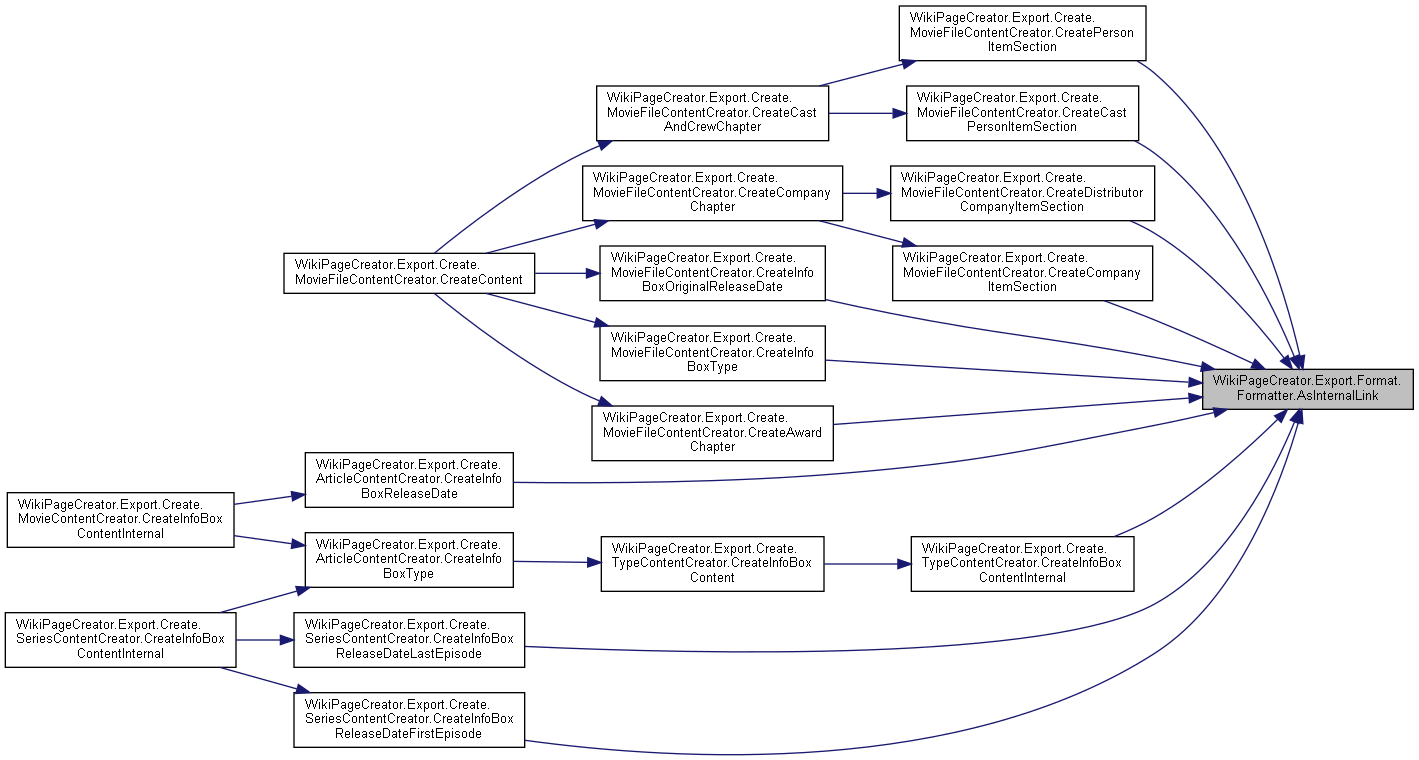 WikiPageCreator.Export.Create.
MovieFileContentCreator.CreatePerson
ItemSection
WikiPageCreator.Export.Create.
MovieFileContentCreator.CreateCast
AndCrewChapter
WikiPageCreator.Export.Create.
MovieFileContentCreator.CreateCast
PersonItemSection
WikiPageCreator.Export.Create.
MovieFileContentCreator.CreateCompany
Chapter
WikiPageCreator.Export.Create.
MovieFileContentCreator.CreateDistributor
CompanyItemSection
WikiPageCreator.Export.Create.
MovieFileContentCreator.CreateContent
WikiPageCreator.Export.Create.
MovieFileContentCreator.CreateInfo
BoxOriginalReleaseDate
WikiPageCreator.Export.Create.
MovieFileContentCreator.CreateCompany
ItemSection
WikiPageCreator.Export.Create.
MovieFileContentCreator.CreateInfo
BoxType
WikiPageCreator.Export.Format.
Formatter.AsInternalLink
WikiPageCreator.Export.Create.
MovieFileContentCreator.CreateAward
Chapter
WikiPageCreator.Export.Create.
ArticleContentCreator.CreateInfo
BoxReleaseDate
WikiPageCreator.Export.Create.
MovieContentCreator.CreateInfoBox
ContentInternal
WikiPageCreator.Export.Create.
ArticleContentCreator.CreateInfo
BoxType
WikiPageCreator.Export.Create.
TypeContentCreator.CreateInfoBox
Content
WikiPageCreator.Export.Create.
TypeContentCreator.CreateInfoBox
ContentInternal
WikiPageCreator.Export.Create.
SeriesContentCreator.CreateInfoBox
ContentInternal
WikiPageCreator.Export.Create.
SeriesContentCreator.CreateInfoBox
ReleaseDateLastEpisode
WikiPageCreator.Export.Create.
SeriesContentCreator.CreateInfoBox
ReleaseDateFirstEpisode